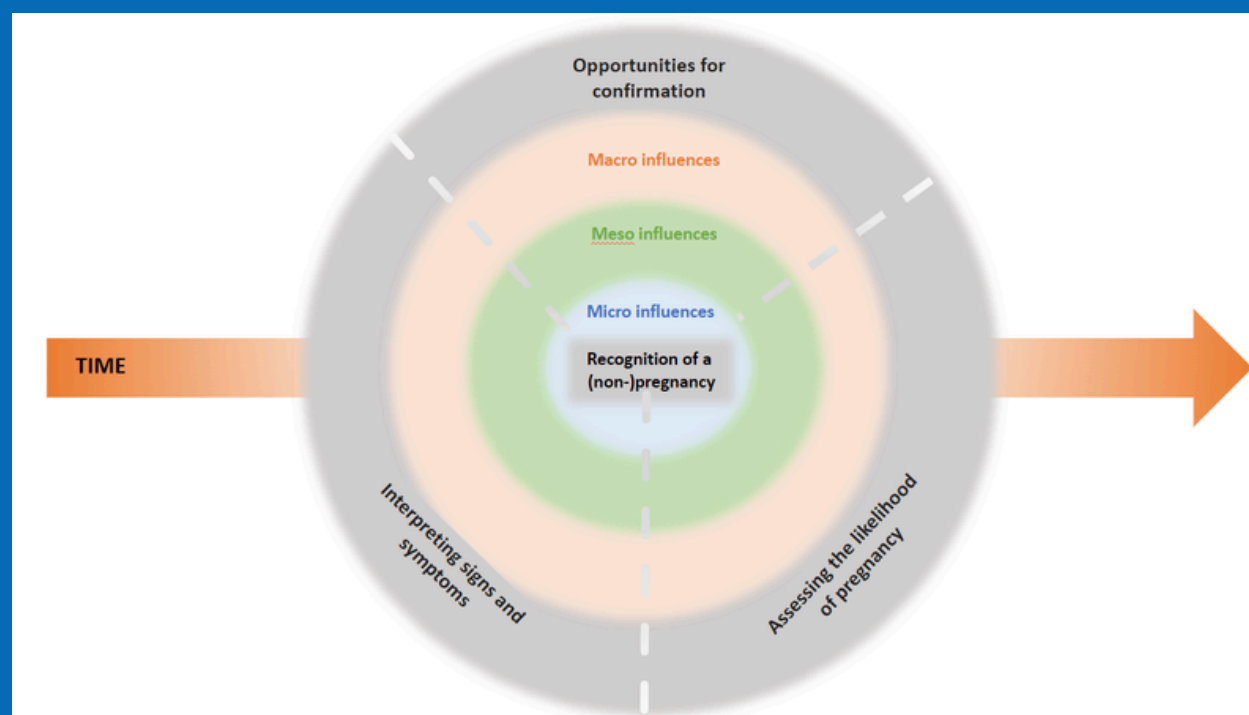 Opportunities for
confirmation
Macro influences
Meso influences
Micro influences
TIME
Recognition of a
(non-)pregnancy
Interpreting signs and
symptoms
Assessing the likelihood
of pregnancy